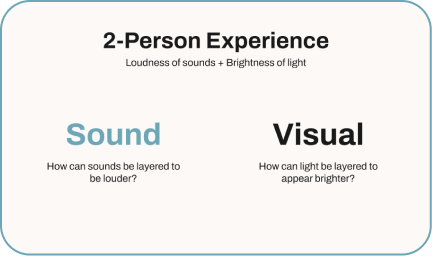 2-Person Experience
Loudness of sounds + Brightness of light
Sound
How can sounds be layered to
be louder?
Visual
How can light be layered to
appear brighter?